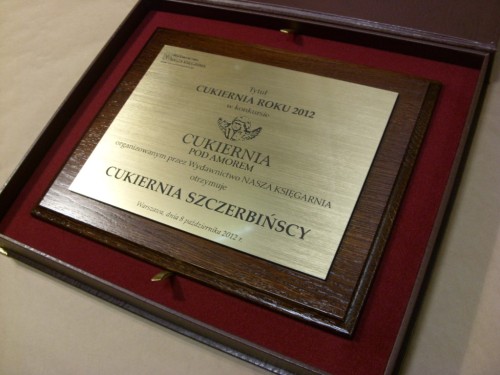 Tytuł
CUKIERNIA ROKU 2012
w konkursie
CUKIERNIA
POD AMOREM
organizowanym przez Wydawnictwo NASZA KSIĘGARNIA
otrzymuje
CUKIERNIA SZCZERBIŃSCY
Warszawa, dnia 8 października 2012 r.